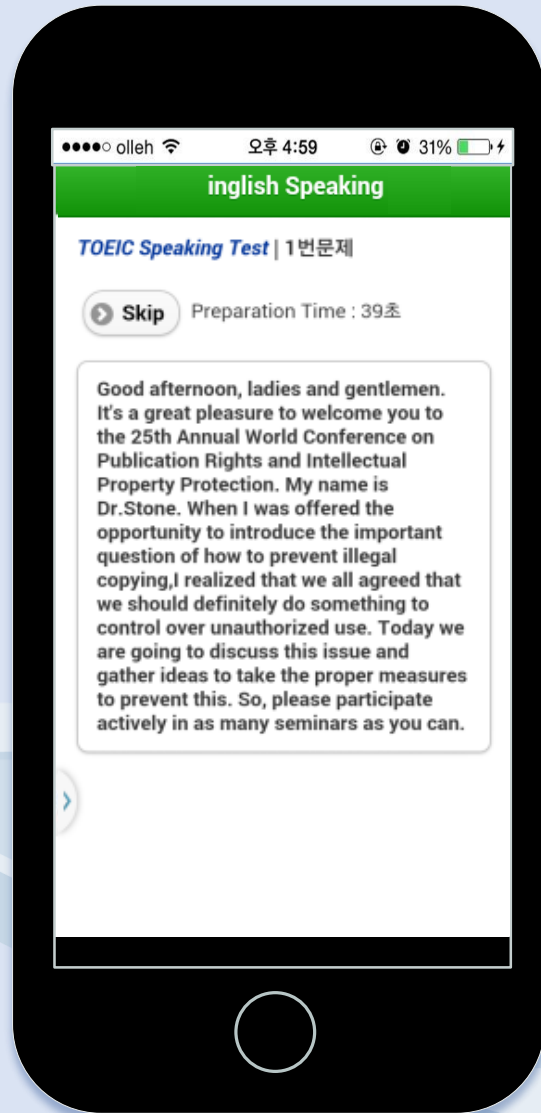 olleh 오후 4:59 31%
inglish Speaking
TOEIC Speaking Test | 1번문제
Skip Preparation Time : 39초
Good afternoon, ladies and gentlemen.
It's a great pleasure to welcome you to
the 25th Annual World Conference on
Publication Rights and Intellectual
Property Protection. My name is
Dr.Stone. When I was offered the
opportunity to introduce the important
question of how to prevent illegal
copying,I realized that we all agreed that
we should definitely do something to
control over unauthorized use. Today we
are going to discuss this issue and
gather ideas to take the proper measures
to prevent this. So, please participate
actively in as many seminars as you can.